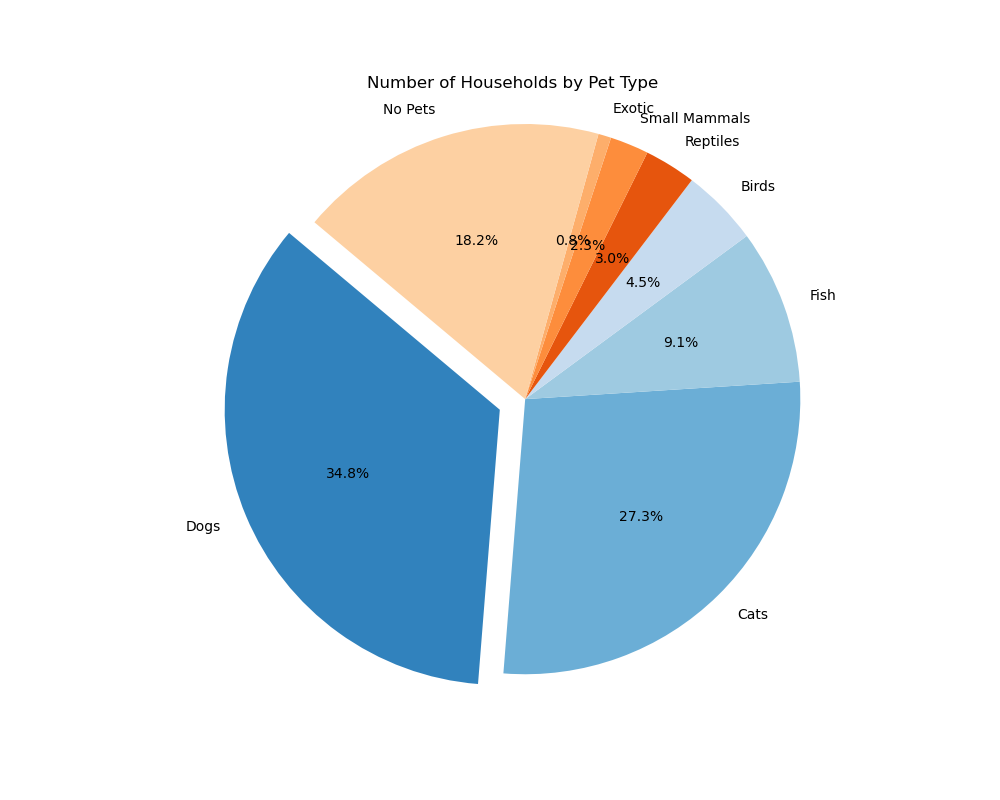 Number of Households by Pet Type
No Pets
Exotic
Small Mammals
Reptiles
Birds
Fish
Cats
Dogs
18.2%
0.8%
2.3%
3.0%
4.5%
9.1%
27.3%
34.8%